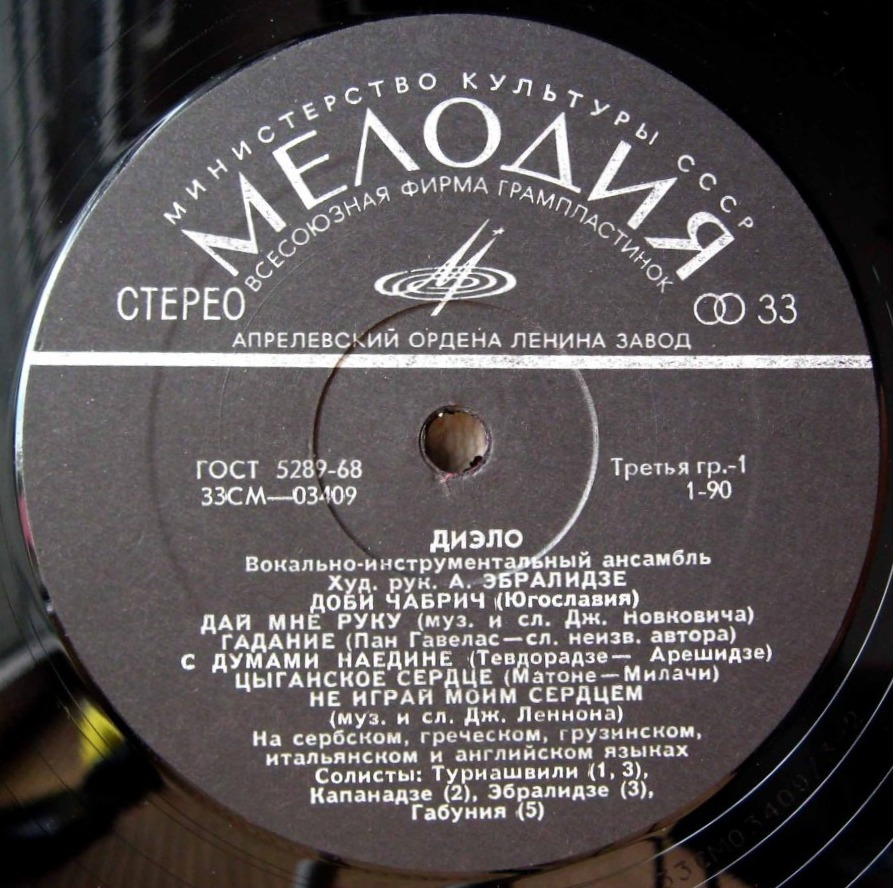 МИНИСТЕРСТВО КУЛЬТУРЫ СССР
МЕЛОДИЯ
ВСЕСОЮЗНАЯ ФИРМА ГРАМПЛАСТИНОК
СТЕРЕО
33
АПРЕЛЕВСКИЙ ОРДЕНА ЛЕНИНА ЗАВОД
ГОСТ 5289-68
Третья гр.-1
33СМ—03409
1-90
ДИЭЛО
Вокально-инструментальный ансамбль
Худ. рук. А. ЭБРАЛИДЗЕ
ДОБИ ЧАБРИЧ (Югославия)
ДАЙ МНЕ РУКУ (муз. и сл. Дж. Новковича)
ГАДАНИЕ (Пан Гавелас—сл. неизв. автора)
С ДУМАМИ НАЕДИНЕ (Тевдорадзе— Арешидзе)
ЦЫГАНСКОЕ СЕРДЦЕ (Матоне—Милачи)
НЕ ИГРАЙ МОИМ СЕРДЦЕМ
(муз. и сл. Дж. Леннона)
На сербском, греческом, грузинском,
итальянском и английском языках
Солисты: Туриашвили (1, 3),
Капанадзе (2), Эбралидзе (3),
Габуния (5)